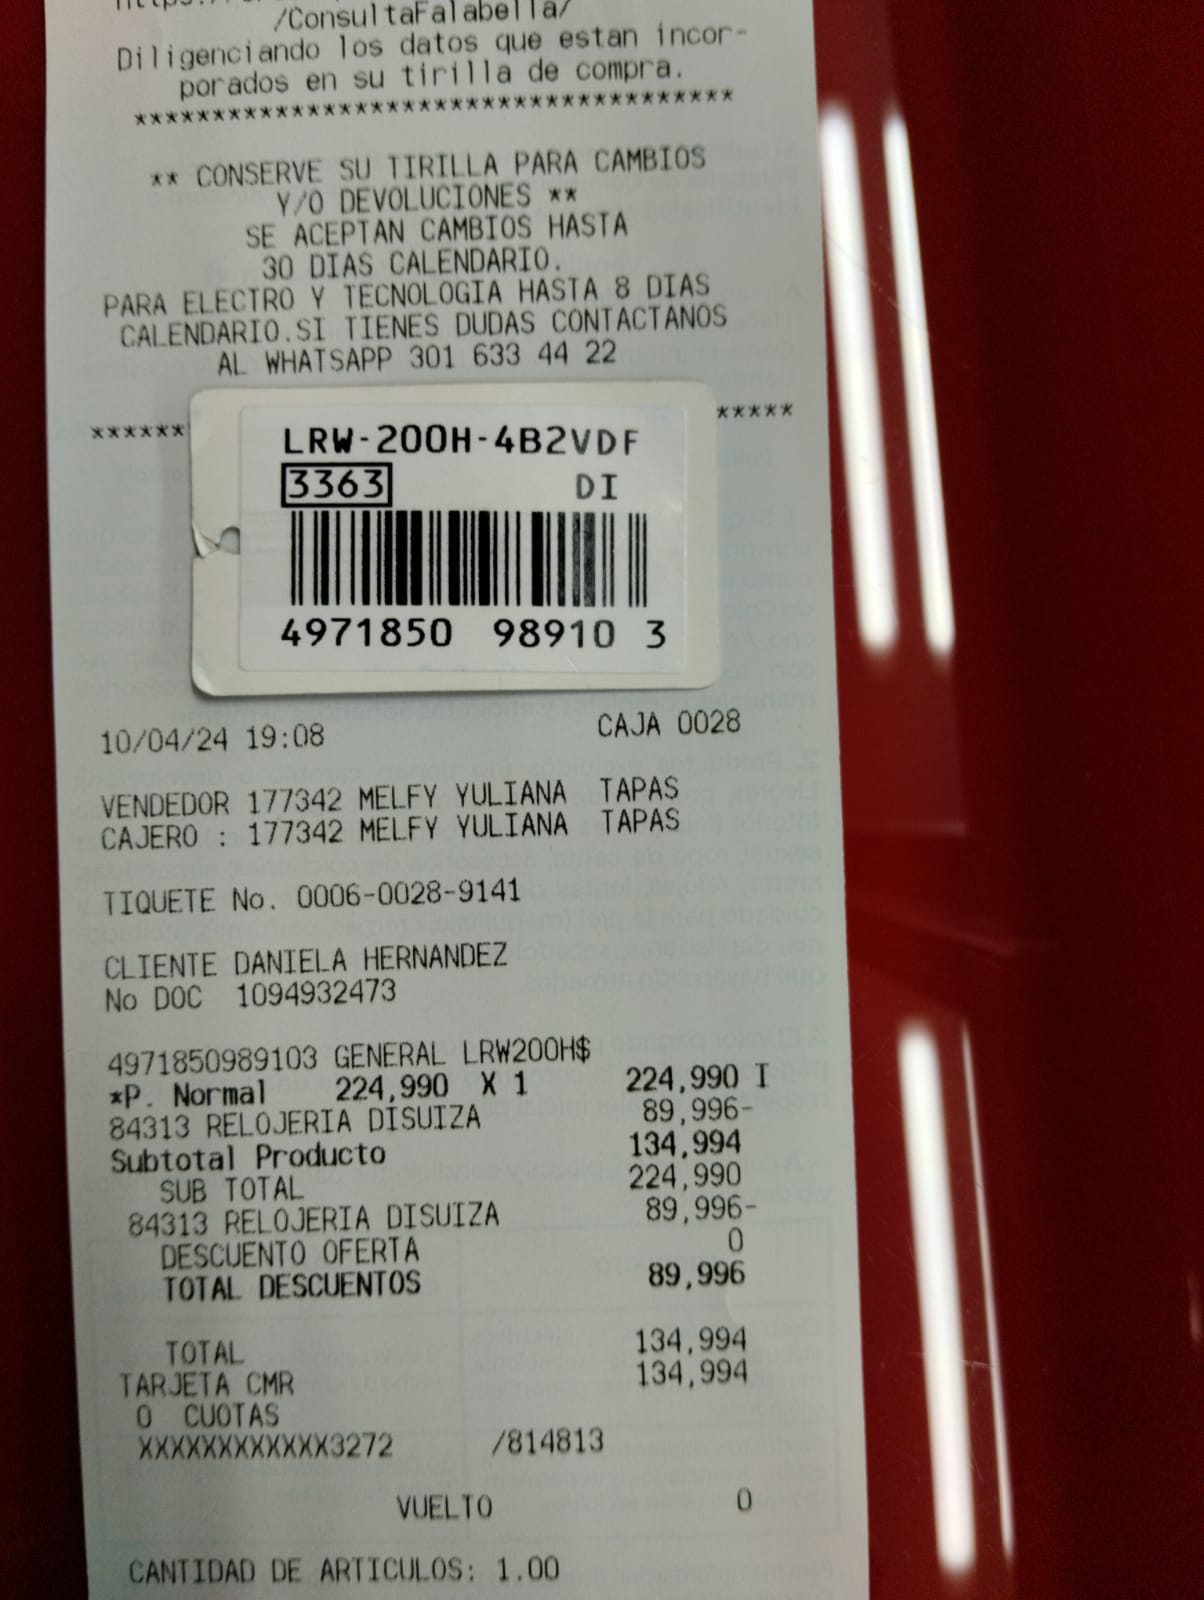 /ConsultaFalabella/
Diligenciando los datos que estan incor-
porados en su tirilla de compra.
***************************************
** CONSERVE SU TIRILLA PARA CAMBIOS
Y/O DEVOLUCIONES **
SE ACEPTAN CAMBIOS HASTA
30 DIAS CALENDARIO.
PARA ELECTRO Y TECNOLOGIA HASTA 8 DIAS
CALENDARIO.SI TIENES DUDAS CONTACTANOS
AL WHATSAPP 301 633 44 22
****** *****
LRW-200H-4B2VDF
3363 DI
4971850 98910 3
10/04/24 19:08 CAJA 0028
VENDEDOR 177342 MELFY YULIANA TAPAS
CAJERO : 177342 MELFY YULIANA TAPAS
TIQUETE No. 0006-0028-9141
CLIENTE DANIELA HERNANDEZ
No DOC 1094932473
4971850989103 GENERAL LRW200H$
*P. Normal 224,990 X 1 224,990 I
84313 RELOJERIA DISUIZA 89,996-
Subtotal Producto 134,994
SUB TOTAL 224,990
84313 RELOJERIA DISUIZA 89,996-
DESCUENTO OFERTA 0
TOTAL DESCUENTOS 89,996
TOTAL 134,994
TARJETA CMR 134,994
0 CUOTAS
XXXXXXXXXXXX3272 /814813
VUELTO 0
CANTIDAD DE ARTICULOS: 1.00